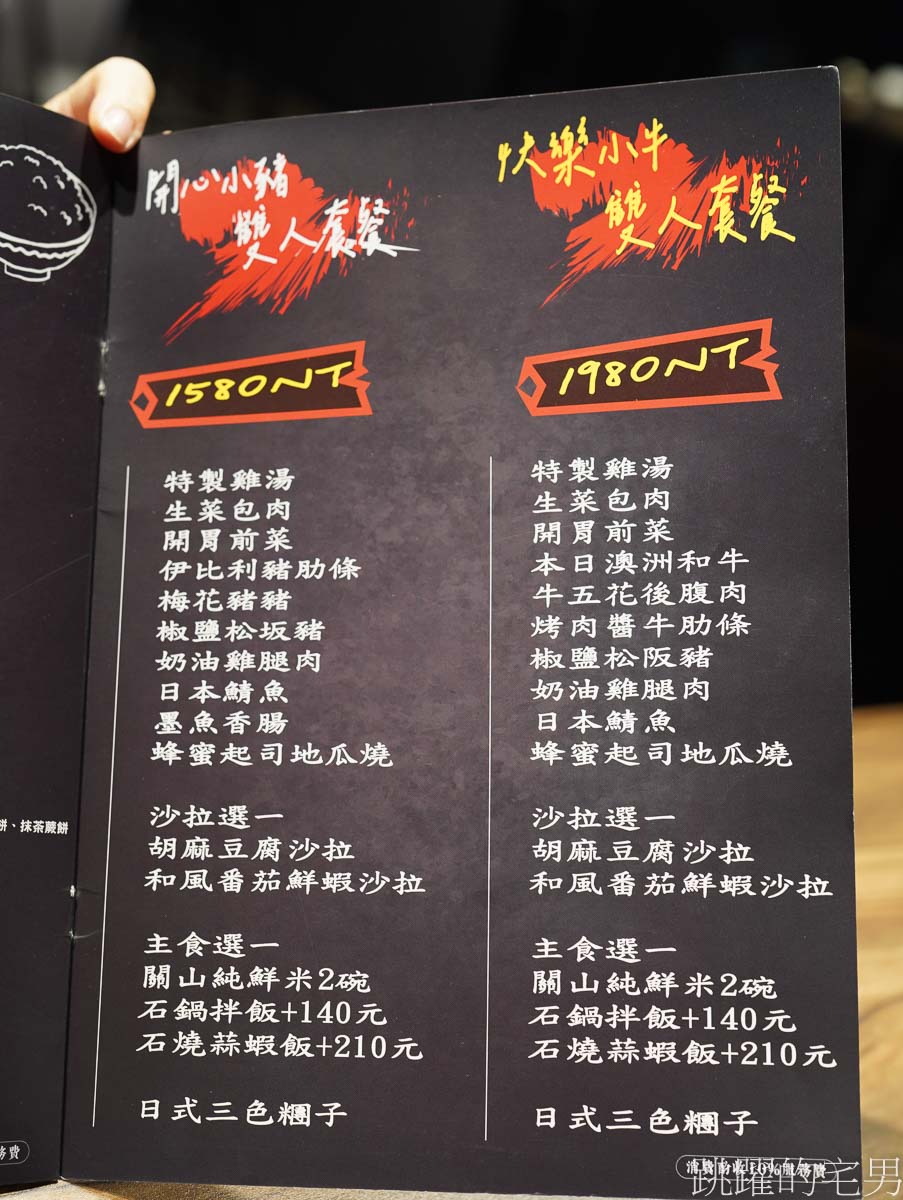 開心小豬
雙人套餐
1580NT
特製雞湯
生菜包肉
開胃前菜
伊比利豬肋條
梅花豬豬
椒鹽松坂豬
奶油雞腿肉
日本鯖魚
墨魚香腸
蜂蜜起司地瓜燒
沙拉選一
胡麻豆腐沙拉
和風番茄鮮蝦沙拉
主食選一
關山純鮮米2碗
石鍋拌飯+140元
石燒蒜蝦飯+210元
日式三色糰子
快樂小牛
雙人套餐
1980NT
特製雞湯
生菜包肉
開胃前菜
本日澳洲和牛
牛五花後腹肉
烤肉醬牛肋條
椒鹽松阪豬
奶油雞腿肉
日本鯖魚
蜂蜜起司地瓜燒
沙拉選一
胡麻豆腐沙拉
和風番茄鮮蝦沙拉
主食選一
關山純鮮米2碗
石鍋拌飯+140元
石燒蒜蝦飯+210元
日式三色糰子
餅、抹茶蕨餅
務費
10%服務費
跳躍的宅男